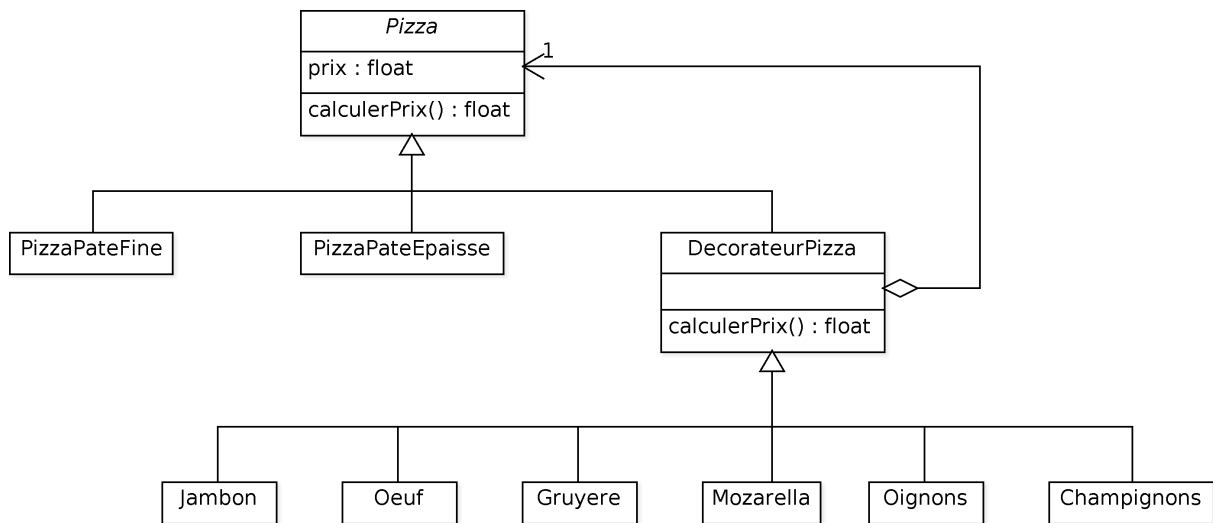 Pizza
1
prix : float
calculerPrix() : float
PizzaPateFine
PizzaPateEpaisse
DecorateurPizza
calculerPrix() : float
Jambon
Oeuf
Gruyere
Mozarella
Oignons
Champignons